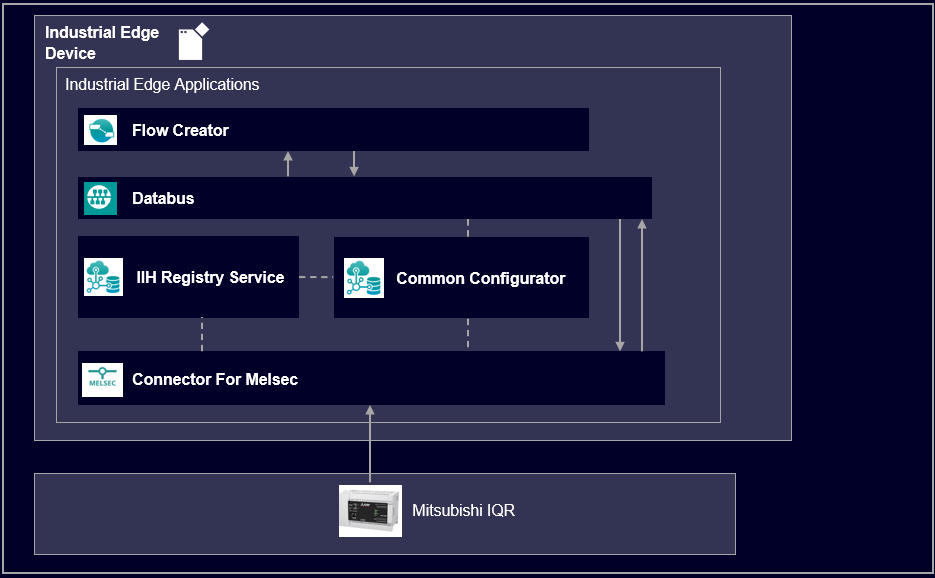 Industrial Edge
Device
Industrial Edge Applications
Flow Creator
Databus
IIH Registry Service
Common Configurator
MELSEC
Connector For Melsec
Mitsubishi IQR